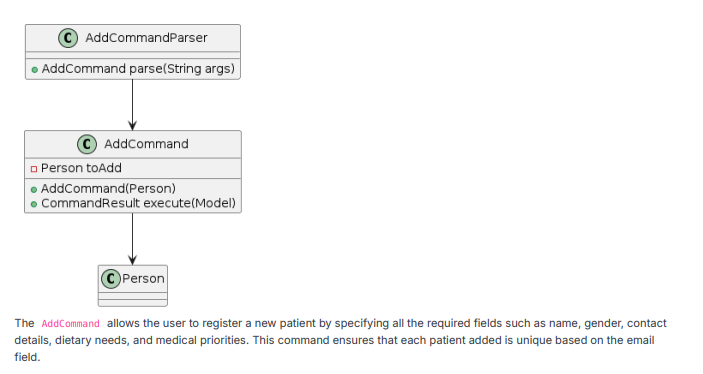 C AddCommandParser
AddCommand parse(String args)
C AddCommand
Person toAdd
AddCommand(Person)
CommandResult execute(Model)
C Person
The AddCommand allows the user to register a new patient by specifying all the required fields such as name, gender, contact
details, dietary needs, and medical priorities. This command ensures that each patient added is unique based on the email
field.